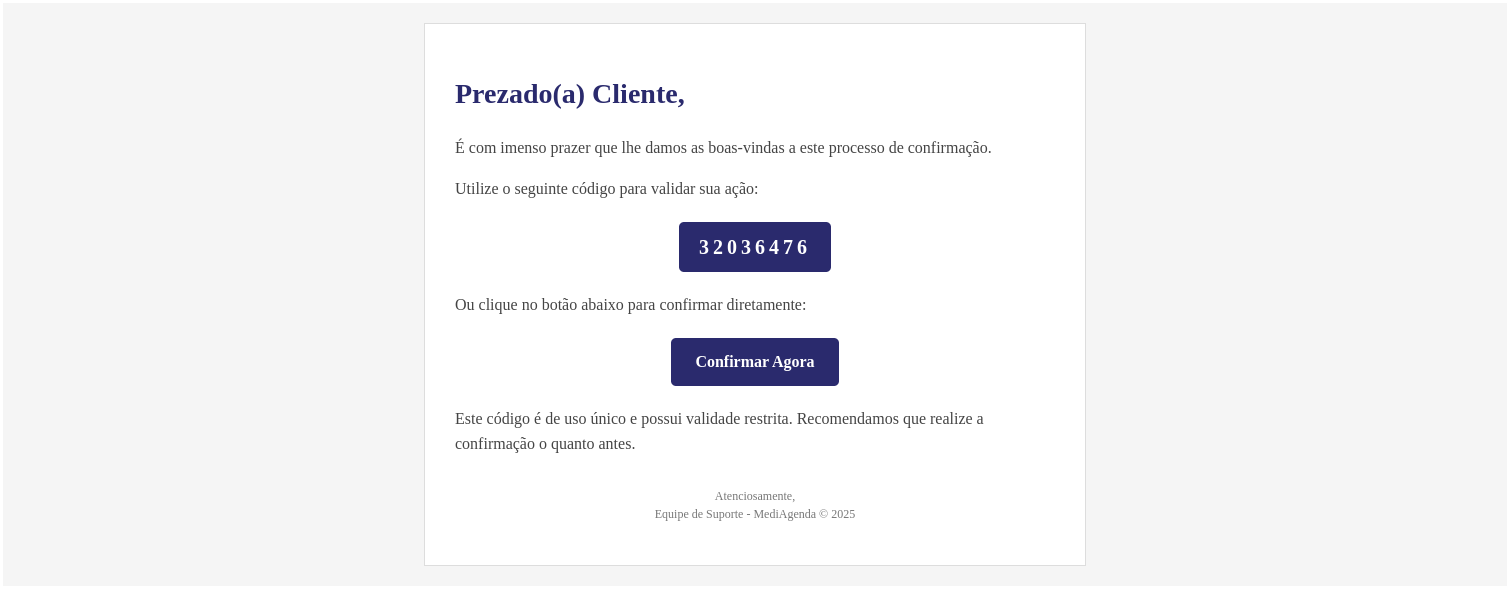 Prezado(a) Cliente,
É com imenso prazer que lhe damos as boas-vindas a este processo de confirmação.
Utilize o seguinte código para validar sua ação:
32036476
Ou clique no botão abaixo para confirmar diretamente:
Confirmar Agora
Este código é de uso único e possui validade restrita. Recomendamos que realize a
confirmação o quanto antes.
Atenciosamente,
Equipe de Suporte - MediAgenda © 2025